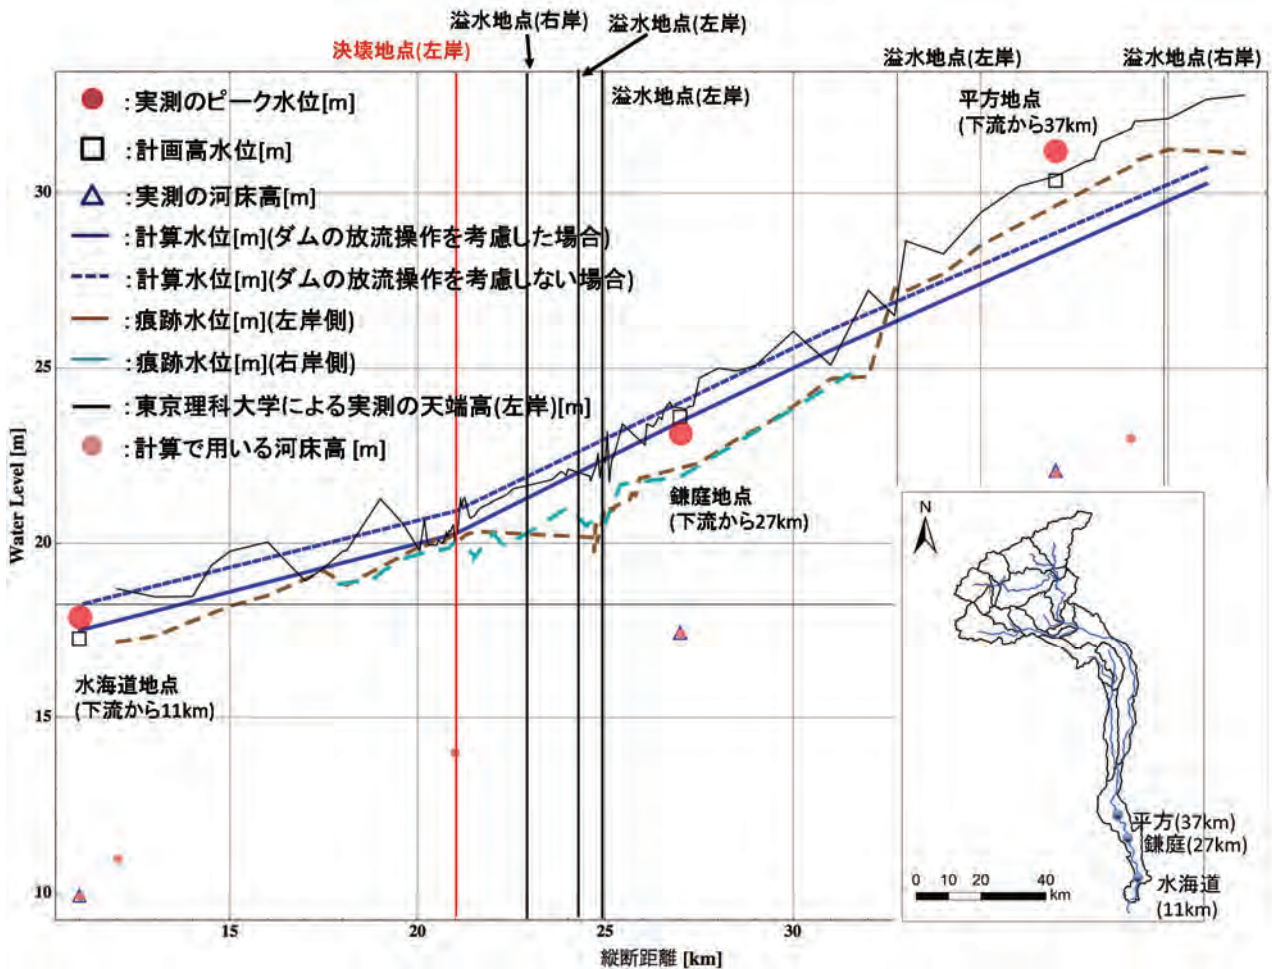 溢水地点(右岸)
溢水地点(左岸)
決壊地点(左岸)
溢水地点(左岸)
溢水地点(右岸)
溢水地点(左岸)
平方地点
(下流から37km)
:実測のピーク水位[m]
:計画高水位[m]
:実測の河床高[m]
:計算水位[m](ダムの放流操作を考慮した場合)
:計算水位[m](ダムの放流操作を考慮しない場合)
:痕跡水位[m](左岸側)
:痕跡水位[m](右岸側)
:東京理科大学による実測の天端高(左岸)[m]
:計算で用いる河床高 [m]
鎌庭地点
(下流から27km)
水海道地点
(下流から11km)
Water Level [m]
30
25
20
15
10
15
20
25
30
縦断距離 [km]
N
平方(37km)
鎌庭(27km)
水海道
(11km)
0 10 20 40
km